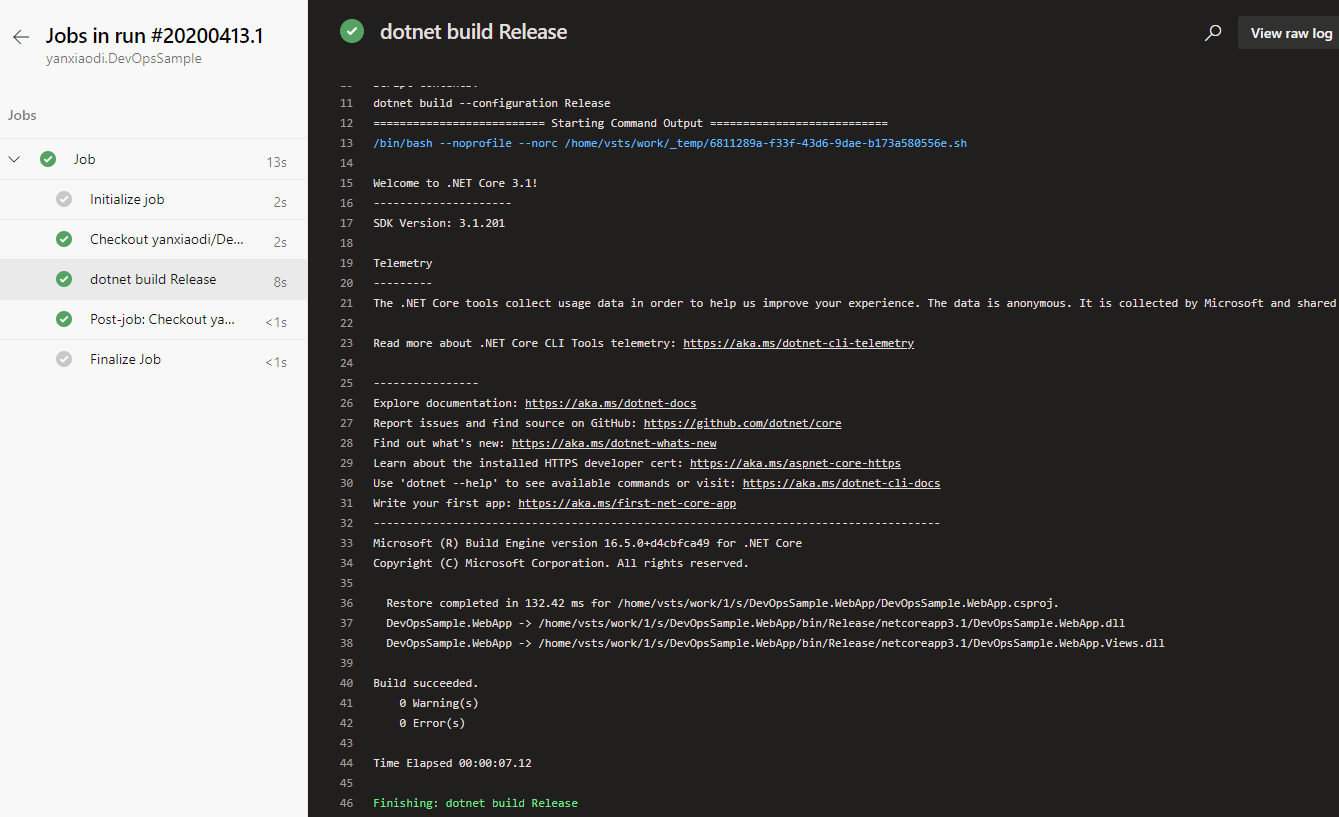 Jobs in run #20200413.1
yanxiaodi.DevOpsSample
Jobs
Job 13s
Initialize job 2s
Checkout yanxiaodi/De... 2s
dotnet build Release 8s
Post-job: Checkout ya... <1s
Finalize Job <1s
dotnet build Release
View raw log
11 dotnet build --configuration Release
12 ========================== Starting Command Output ===========================
13 /bin/bash --noprofile --norc /home/vsts/work/_temp/6811289a-f33f-43d6-9dae-b173a580556e.sh
14
15 Welcome to .NET Core 3.1!
16 ---------------------
17 SDK Version: 3.1.201
18
19 Telemetry
20 ---------
21 The .NET Core tools collect usage data in order to help us improve your experience. The data is anonymous. It is collected by Microsoft and shared
22
23 Read more about .NET Core CLI Tools telemetry: https://aka.ms/dotnet-cli-telemetry
24
25 ----------------
26 Explore documentation: https://aka.ms/dotnet-docs
27 Report issues and find source on GitHub: https://github.com/dotnet/core
28 Find out what's new: https://aka.ms/dotnet-whats-new
29 Learn about the installed HTTPS developer cert: https://aka.ms/aspnet-core-https
30 Use 'dotnet --help' to see available commands or visit: https://aka.ms/dotnet-cli-docs
31 Write your first app: https://aka.ms/first-net-core-app
32 --------------------------------------------------------------------------------------
33 Microsoft (R) Build Engine version 16.5.0+d4cbfca49 for .NET Core
34 Copyright (C) Microsoft Corporation. All rights reserved.
35
36 Restore completed in 132.42 ms for /home/vsts/work/1/s/DevOpsSample.WebApp/DevOpsSample.WebApp.csproj.
37 DevOpsSample.WebApp -> /home/vsts/work/1/s/DevOpsSample.WebApp/bin/Release/netcoreapp3.1/DevOpsSample.WebApp.dll
38 DevOpsSample.WebApp -> /home/vsts/work/1/s/DevOpsSample.WebApp/bin/Release/netcoreapp3.1/DevOpsSample.WebApp.Views.dll
39
40 Build succeeded.
41 0 Warning(s)
42 0 Error(s)
43
44 Time Elapsed 00:00:07.12
45
46 Finishing: dotnet build Release